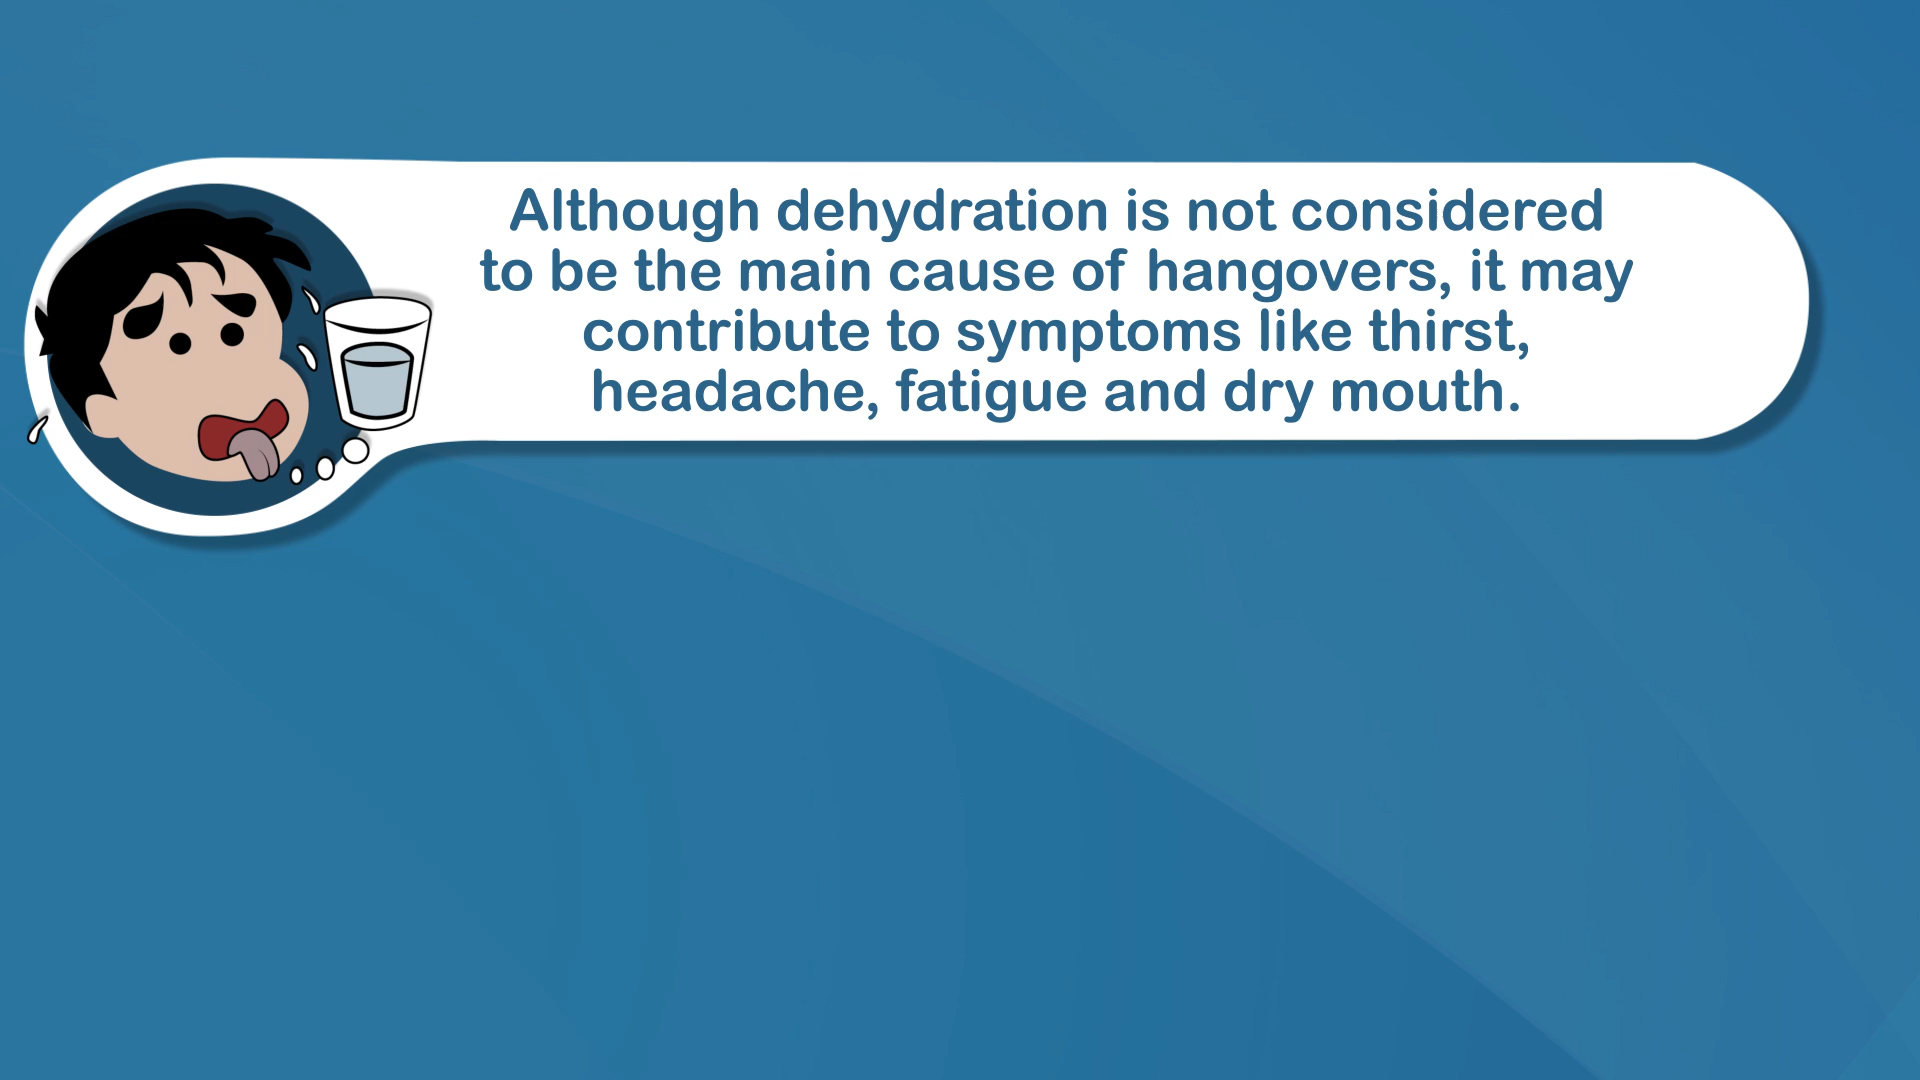 Although dehydration is not considered
to be the main cause of hangovers, it may
contribute to symptoms like thirst,
headache, fatigue and dry mouth.